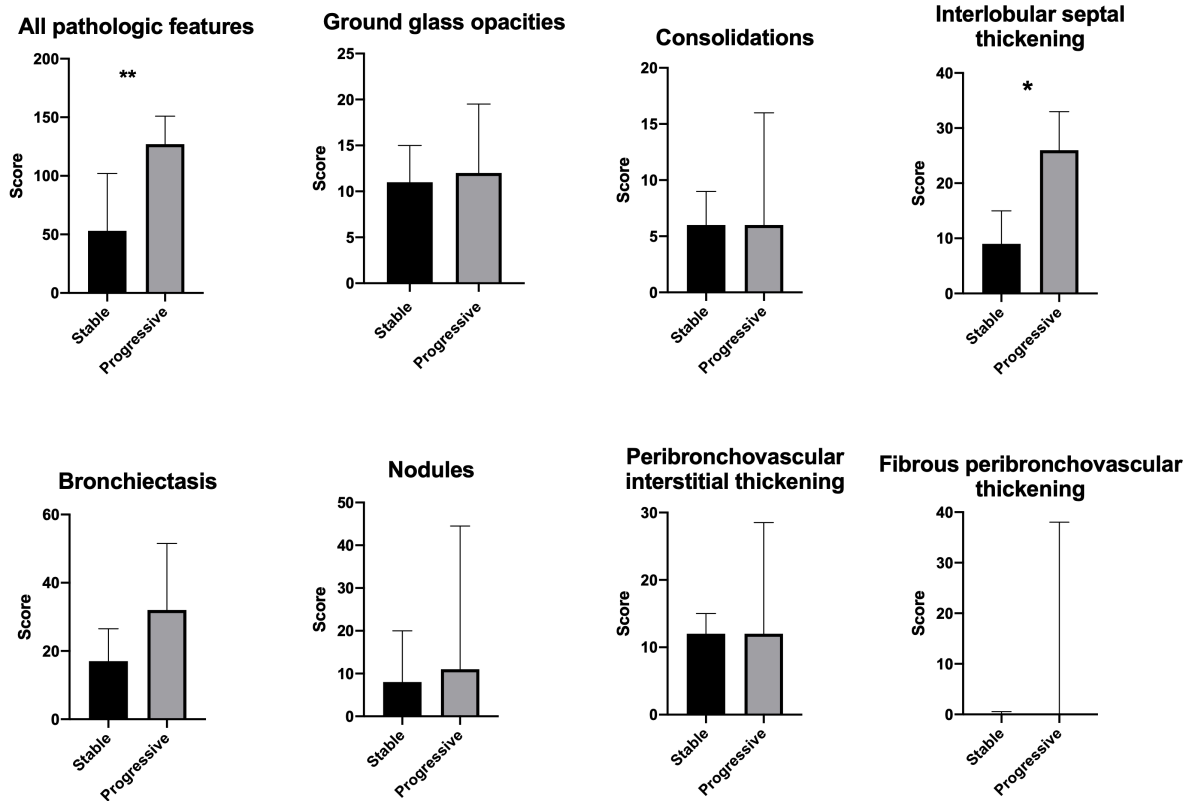 All pathologic features
200
150
100
50
0
Score
**
Stable
Progressive
Ground glass opacities
25
20
15
10
5
0
Score
Stable
Progressive
Consolidations
20
15
10
5
0
Score
Stable
Progressive
Interlobular septal
thickening
40
30
20
10
0
Score
*
Stable
Progressive
Bronchiectasis
60
40
20
0
Score
Stable
Progressive
Nodules
50
40
30
20
10
0
Score
Stable
Progressive
Peribronchovascular
interstitial thickening
30
20
10
0
Score
Stable
Progressive
Fibrous peribronchovascular
thickening
40
30
20
10
0
Score
Stable
Progressive